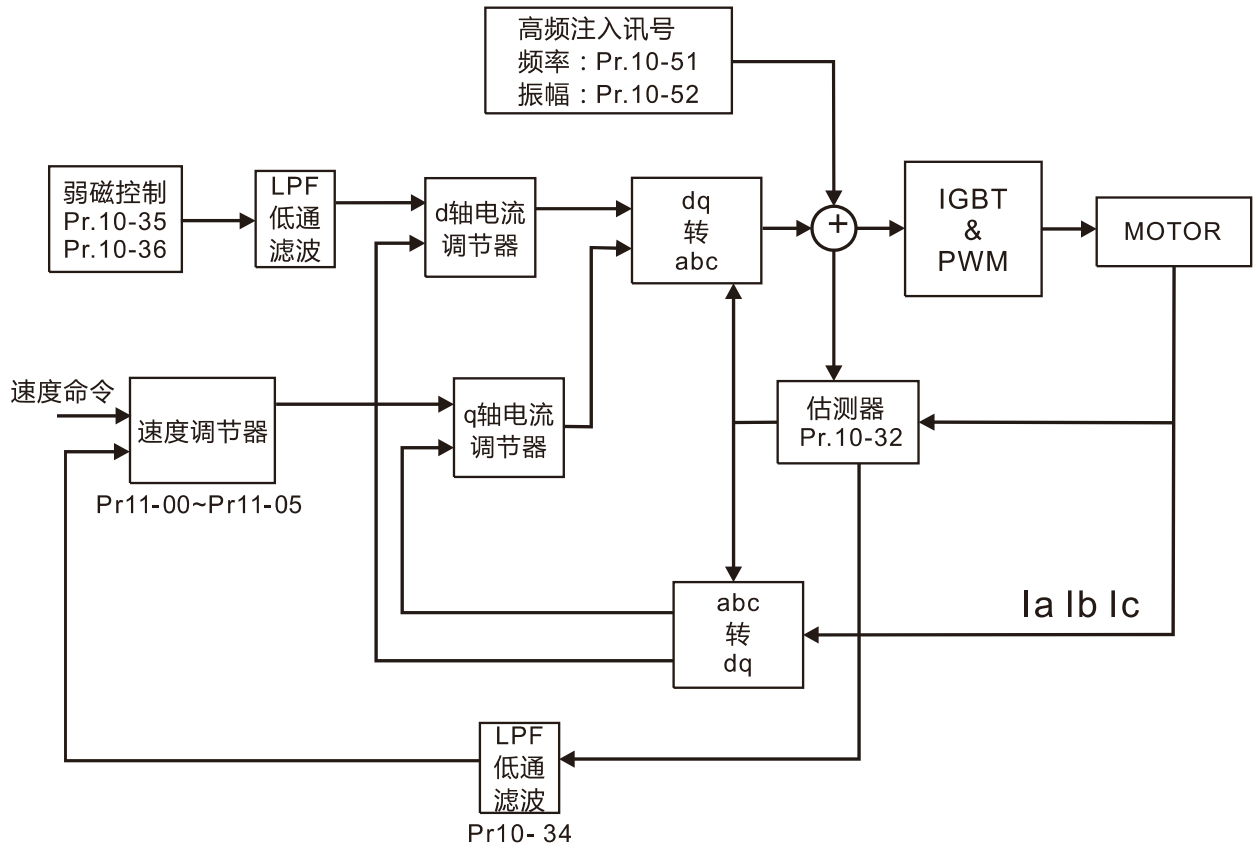 高频注入讯号
频率：Pr.10-51
振幅：Pr.10-52
弱磁控制
Pr.10-35
Pr.10-36
LPF
低通
滤波
d轴电流
调节器
dq
转
abc
+
IGBT
&
PWM
MOTOR
速度命令
速度调节器
Pr11-00~Pr11-05
q轴电流
调节器
估测器
Pr.10-32
abc
转
dq
Ia Ib Ic
LPF
低通
滤波
Pr10- 34